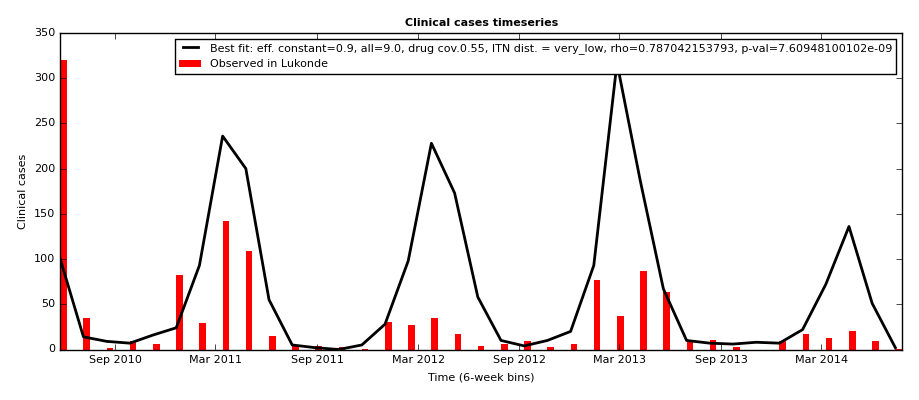 Clinical cases timeseries
Best fit: eff. constant=0.9, all=9.0, drug cov.0.55, ITN dist. = very_low, rho=0.787042153793, p-val=7.60948100102e-09
Observed in Lukonde
350
300
250
200
150
100
50
0
Clinical cases
Sep 2010 Mar 2011 Sep 2011 Mar 2012 Sep 2012 Mar 2013 Sep 2013 Mar 2014
Time (6-week bins)